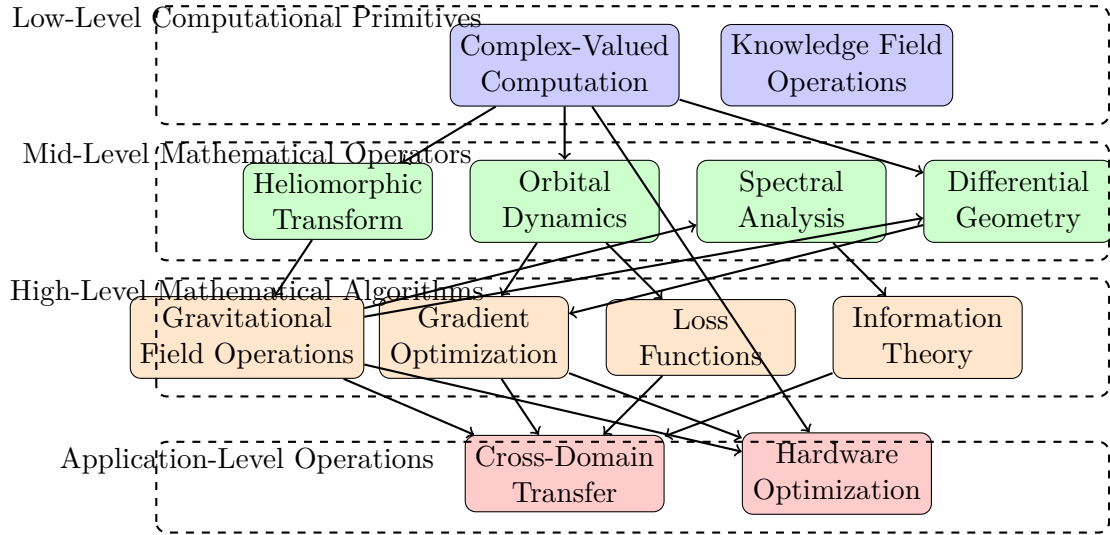 Low-Level Computational Primitives
Complex-Valued
Computation
Knowledge Field
Operations
Mid-Level Mathematical Operators
Heliomorphic
Transform
Orbital
Dynamics
Spectral
Analysis
Differential
Geometry
High-Level Mathematical Algorithms
Gravitational
Field Operations
Gradient
Optimization
Loss
Functions
Information
Theory
Application-Level Operations
Cross-Domain
Transfer
Hardware
Optimization